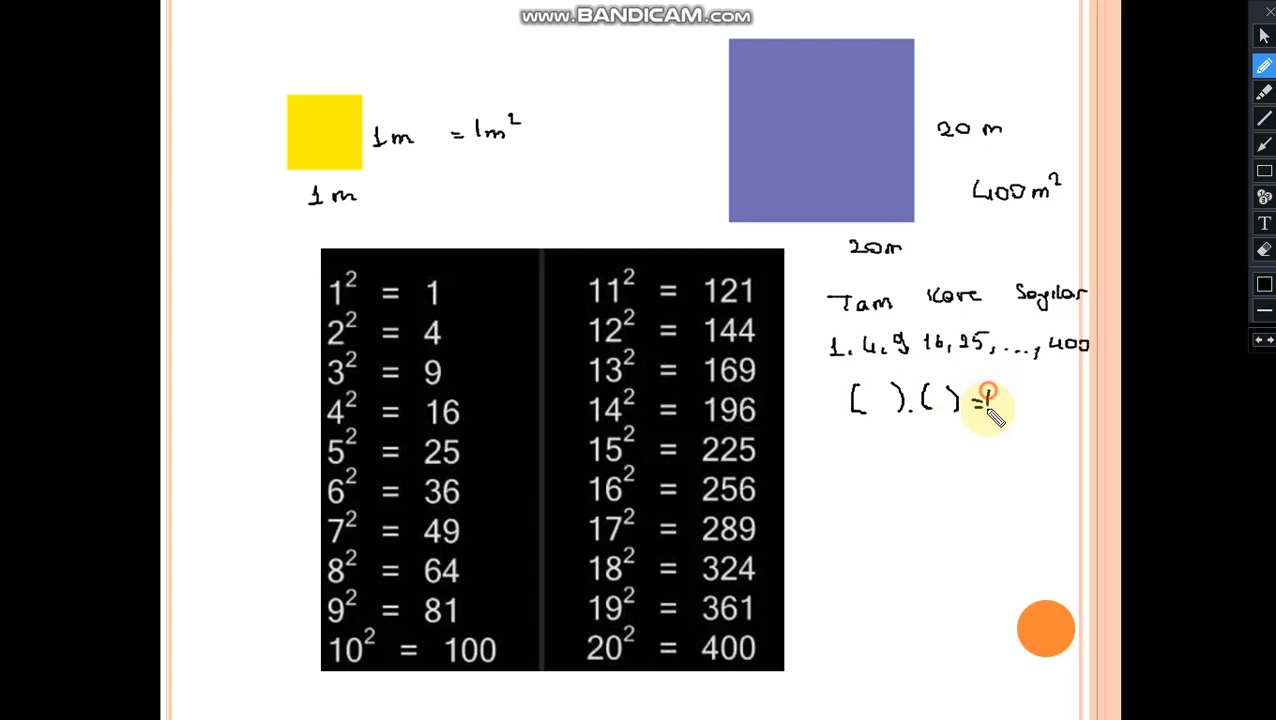 www.BANDICAM.com
1m = 1m²
1m
20 m
400 m²
20m
1² = 1
2² = 4
3² = 9
4² = 16
5² = 25
6² = 36
7² = 49
8² = 64
9² = 81
10² = 100
11² = 121
12² = 144
13² = 169
14² = 196
15² = 225
16² = 256
17² = 289
18² = 324
19² = 361
20² = 400
Tam Kare Sayılar
1, 4, 9, 16, 25, ..., 400
( ).( ) =
T